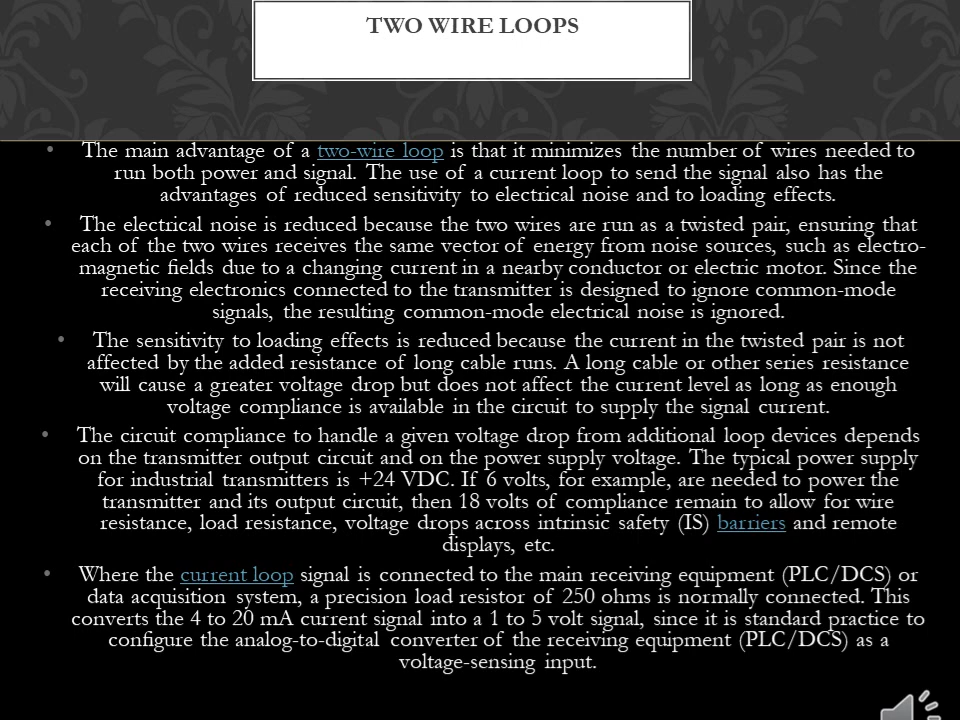 TWO WIRE LOOPS
• The main advantage of a two-wire loop is that it minimizes the number of wires needed to
run both power and signal. The use of a current loop to send the signal also has the
advantages of reduced sensitivity to electrical noise and to loading effects.
• The electrical noise is reduced because the two wires are run as a twisted pair, ensuring that
each of the two wires receives the same vector of energy from noise sources, such as electro-
magnetic fields due to a changing current in a nearby conductor or electric motor. Since the
receiving electronics connected to the transmitter is designed to ignore common-mode
signals, the resulting common-mode electrical noise is ignored.
• The sensitivity to loading effects is reduced because the current in the twisted pair is not
affected by the added resistance of long cable runs. A long cable or other series resistance
will cause a greater voltage drop but does not affect the current level as long as enough
voltage compliance is available in the circuit to supply the signal current.
• The circuit compliance to handle a given voltage drop from additional loop devices depends
on the transmitter output circuit and on the power supply voltage. The typical power supply
for industrial transmitters is +24 VDC. If 6 volts, for example, are needed to power the
transmitter and its output circuit, then 18 volts of compliance remain to allow for wire
resistance, load resistance, voltage drops across intrinsic safety (IS) barriers and remote
displays, etc.
• Where the current loop signal is connected to the main receiving equipment (PLC/DCS) or
data acquisition system, a precision load resistor of 250 ohms is normally connected. This
converts the 4 to 20 mA current signal into a 1 to 5 volt signal, since it is standard practice to
configure the analog-to-digital converter of the receiving equipment (PLC/DCS) as a
voltage-sensing input.